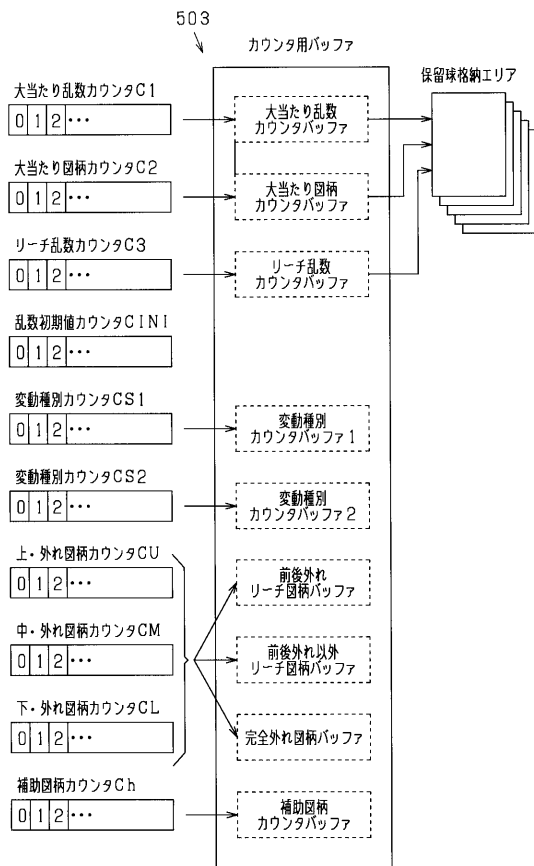 503
カウンタ用バッファ
保留球格納エリア
大当たり乱数カウンタC1
0 1 2 ･･･
大当たり乱数
カウンタバッファ
大当たり図柄カウンタC2
0 1 2 ･･･
大当たり図柄
カウンタバッファ
リーチ乱数カウンタC3
0 1 2 ･･･
リーチ乱数
カウンタバッファ
乱数初期値カウンタCINI
0 1 2 ･･･
変動種別カウンタCS1
0 1 2 ･･･
変動種別
カウンタバッファ1
変動種別カウンタCS2
0 1 2 ･･･
変動種別
カウンタバッファ2
上・外れ図柄カウンタCU
0 1 2 ･･･
前後外れ
リーチ図柄バッファ
中・外れ図柄カウンタCM
0 1 2 ･･･
前後外れ以外
リーチ図柄バッファ
下・外れ図柄カウンタCL
0 1 2 ･･･
完全外れ図柄バッファ
補助図柄カウンタCh
0 1 2 ･･･
補助図柄
カウンタバッファ